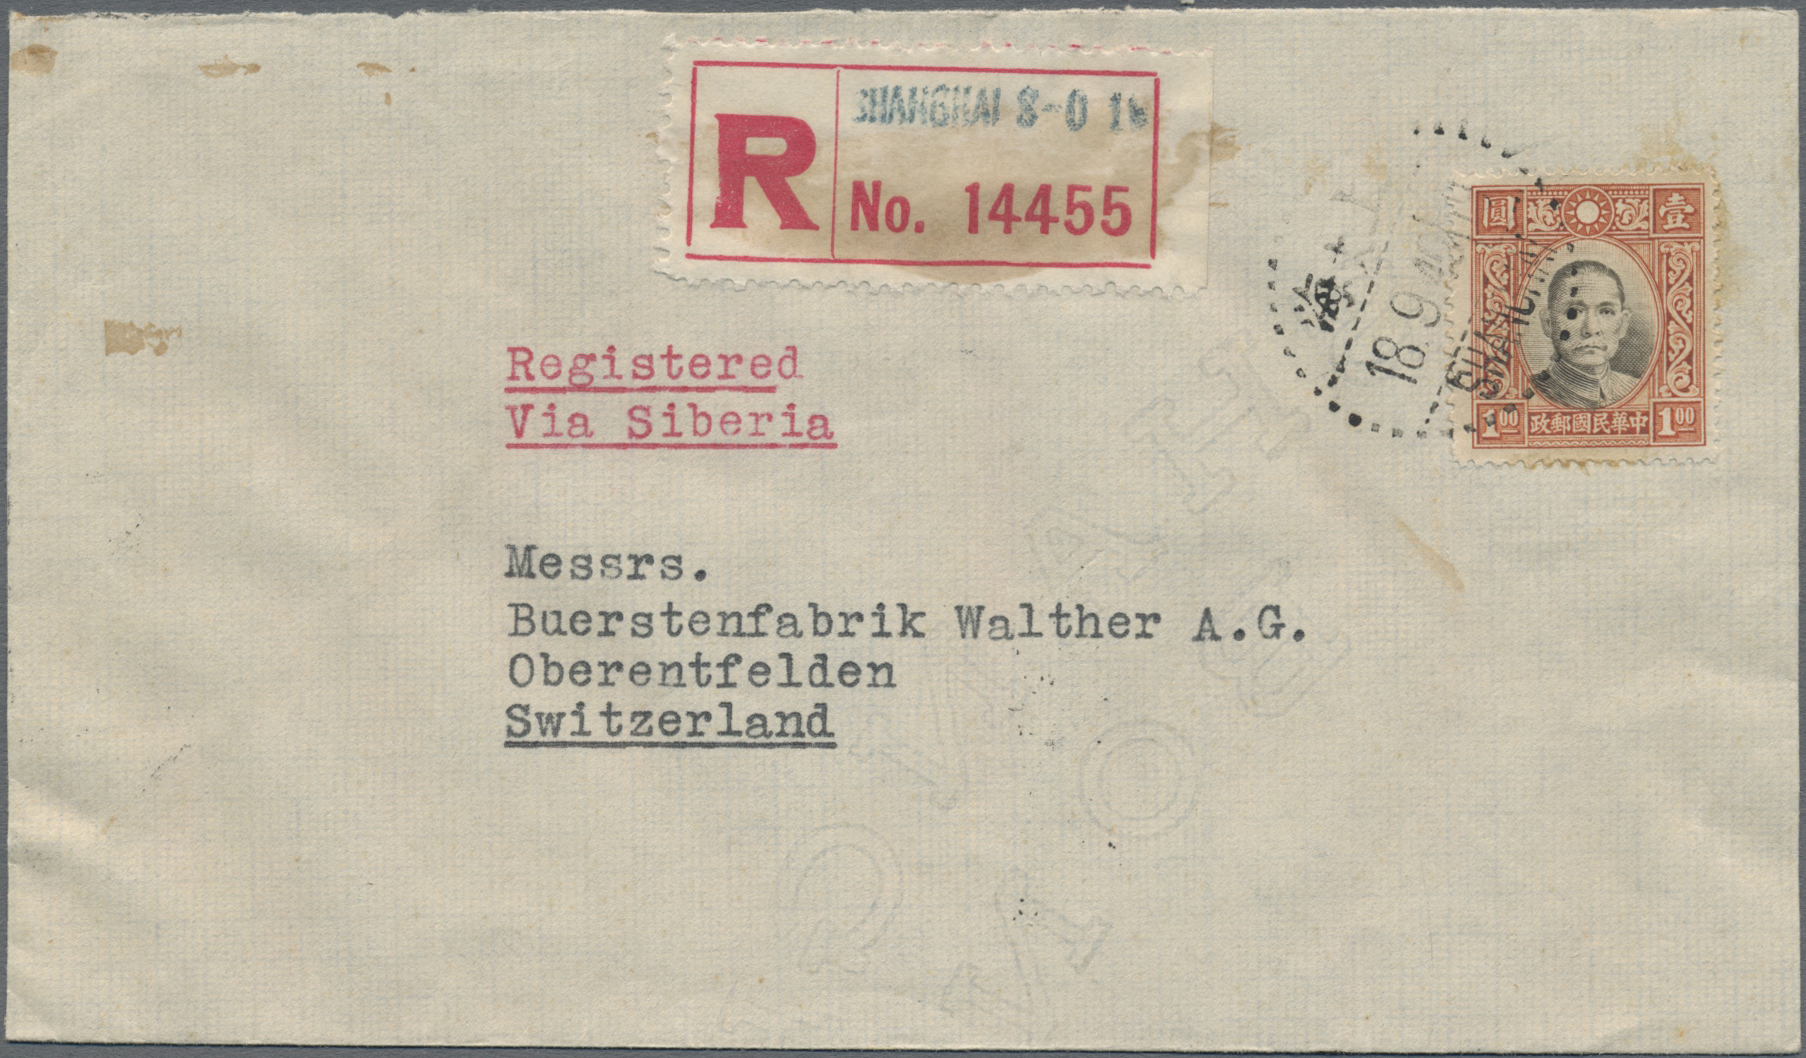 R
SHANGHAI 8-0
No. 14455
圓 壹
18.9.40
1.00 中華民國郵政 1.00
Registered
Via Siberia
Messrs.
Buerstenfabrik Walther A.G.
Oberentfelden
Switzerland